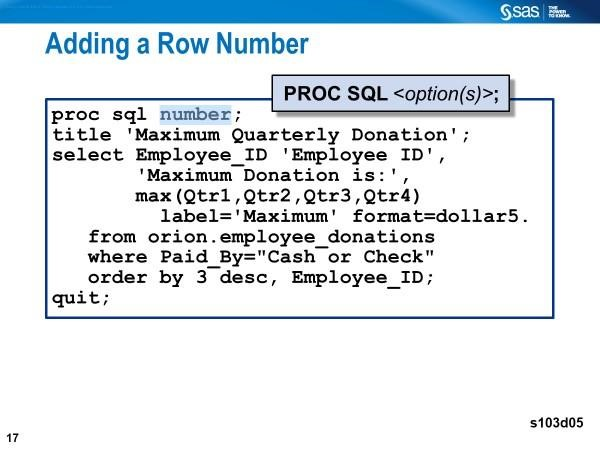 sas THE POWER TO KNOW.
Adding a Row Number
PROC SQL <option(s)>;
proc sql number;
title 'Maximum Quarterly Donation';
select Employee_ID 'Employee ID',
'Maximum Donation is:',
max(Qtr1,Qtr2,Qtr3,Qtr4)
label='Maximum' format=dollar5.
from orion.employee_donations
where Paid_By="Cash or Check"
order by 3 desc, Employee_ID;
quit;
s103d05
17